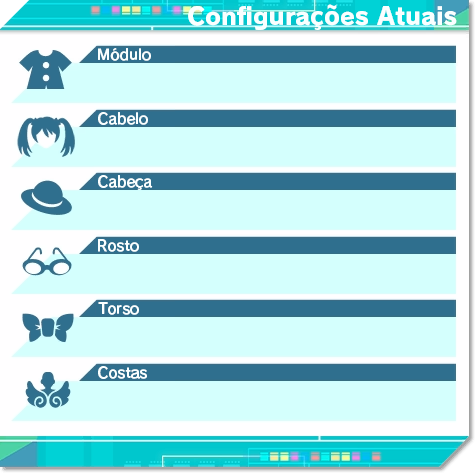 Configurações Atuais
Módulo
Cabelo
Cabeça
Rosto
Torso
Costas